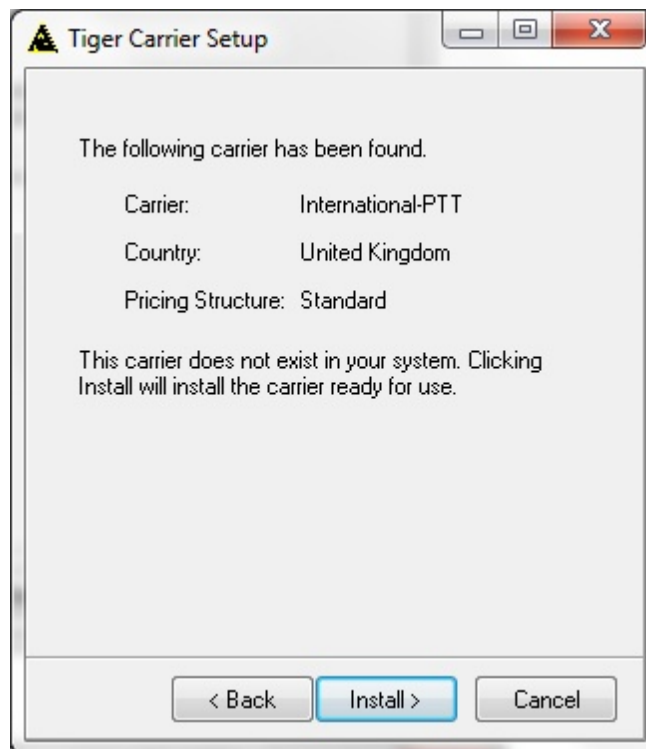 Tiger Carrier Setup
The following carrier has been found.
Carrier: International-PTT
Country: United Kingdom
Pricing Structure: Standard
This carrier does not exist in your system. Clicking
Install will install the carrier ready for use.
< Back Install > Cancel